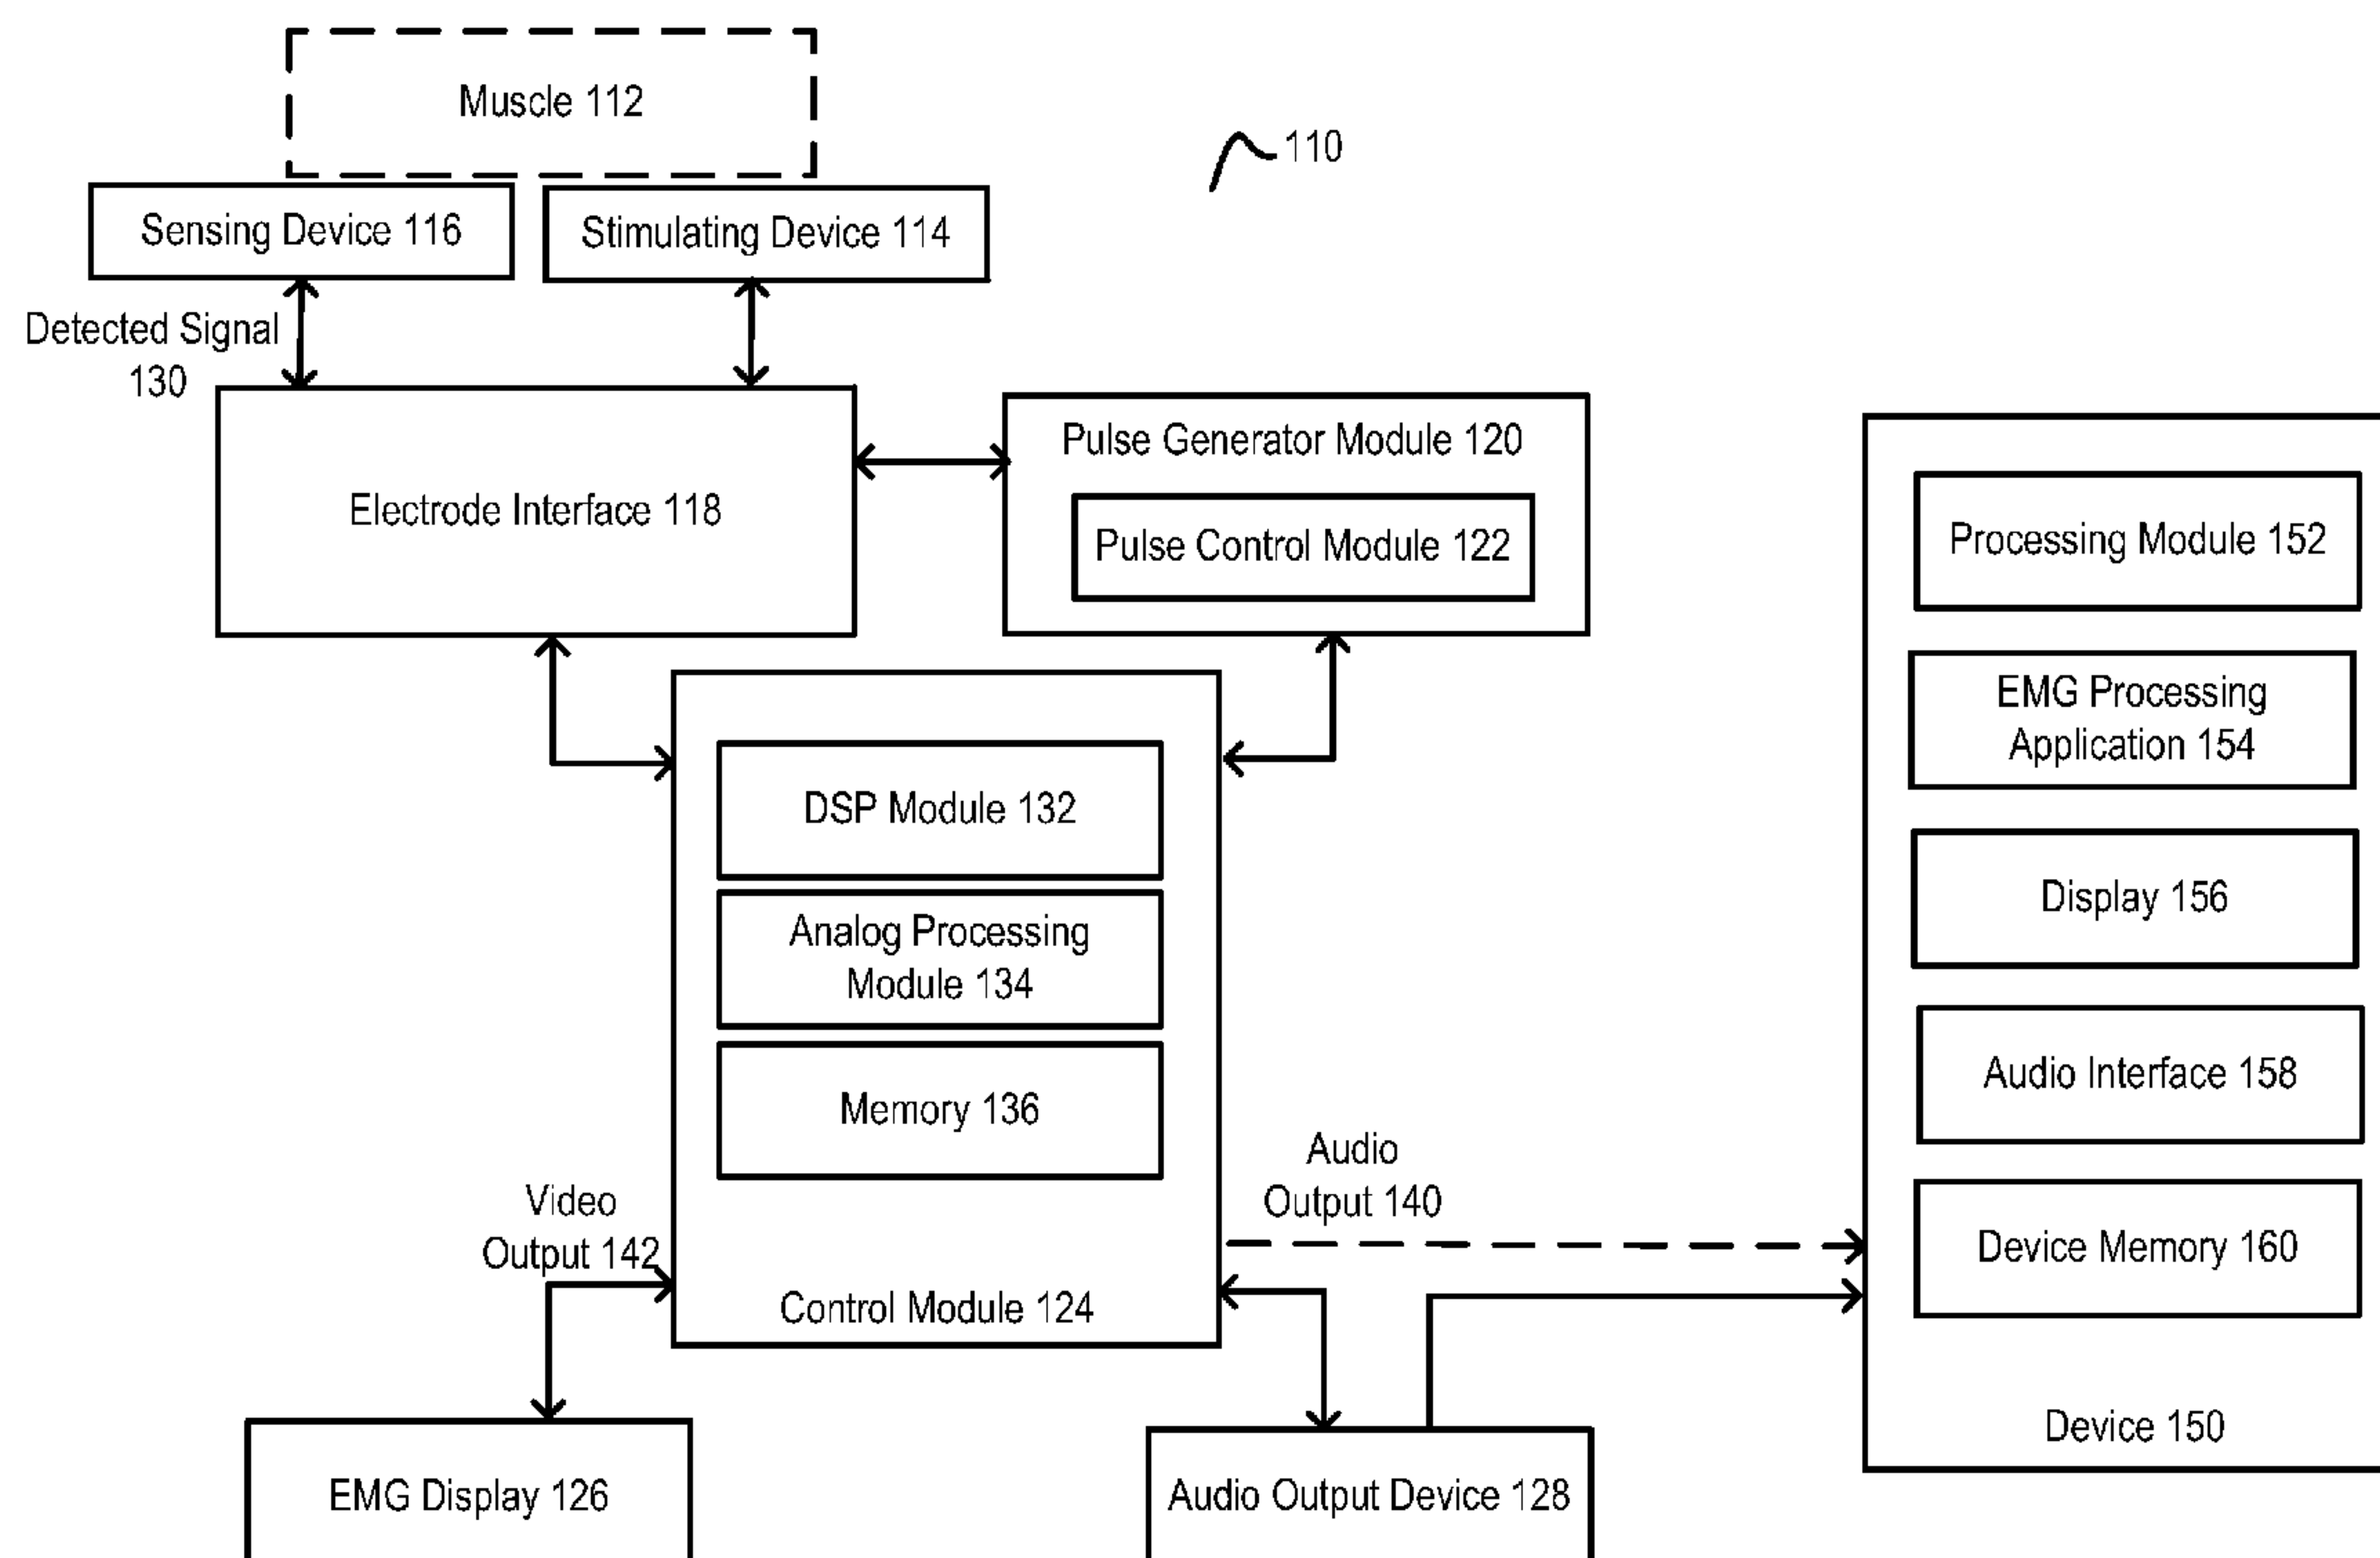 Muscle 112
110
Sensing Device 116
Stimulating Device 114
Detected Signal
130
Electrode Interface 118
Pulse Generator Module 120
Pulse Control Module 122
DSP Module 132
Analog Processing
Module 134
Memory 136
Control Module 124
Video
Output 142
Audio
Output 140
EMG Display 126
Audio Output Device 128
Processing Module 152
EMG Processing
Application 154
Display 156
Audio Interface 158
Device Memory 160
Device 150